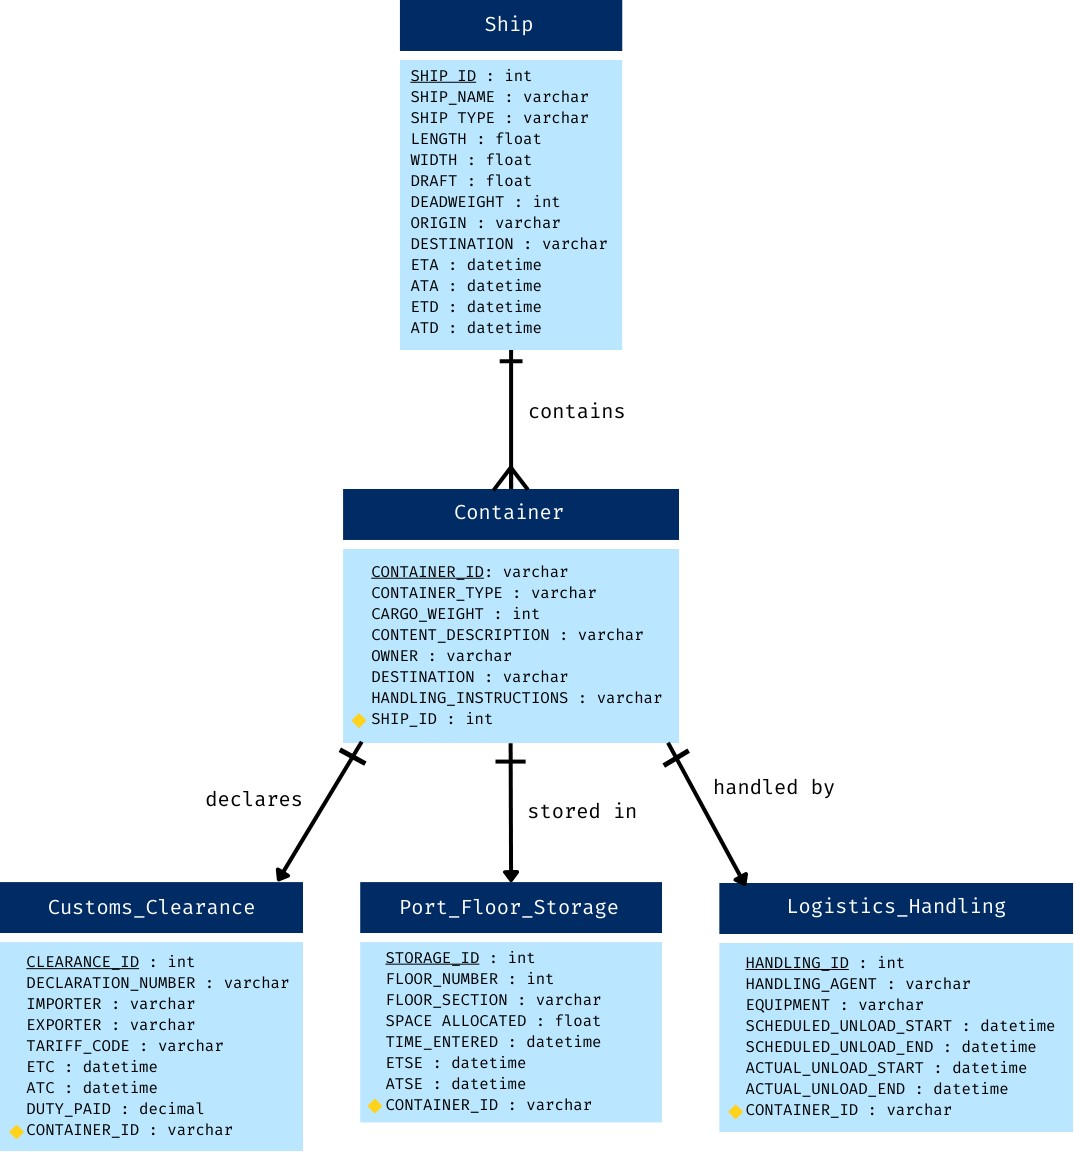 Ship
SHIP_ID : int
SHIP_NAME : varchar
SHIP TYPE : varchar
LENGTH : float
WIDTH : float
DRAFT : float
DEADWEIGHT : int
ORIGIN : varchar
DESTINATION : varchar
ETA : datetime
ATA : datetime
ETD : datetime
ATD : datetime
contains
Container
CONTAINER_ID: varchar
CONTAINER_TYPE : varchar
CARGO_WEIGHT : int
CONTENT_DESCRIPTION : varchar
OWNER : varchar
DESTINATION : varchar
HANDLING_INSTRUCTIONS : varchar
SHIP_ID : int
declares
stored in
handled by
Customs_Clearance
CLEARANCE_ID : int
DECLARATION_NUMBER : varchar
IMPORTER : varchar
EXPORTER : varchar
TARIFF_CODE : varchar
ETC : datetime
ATC : datetime
DUTY_PAID : decimal
CONTAINER_ID : varchar
Port_Floor_Storage
STORAGE_ID : int
FLOOR_NUMBER : int
FLOOR_SECTION : varchar
SPACE ALLOCATED : float
TIME_ENTERED : datetime
ETSE : datetime
ATSE : datetime
CONTAINER_ID : varchar
Logistics_Handling
HANDLING_ID : int
HANDLING_AGENT : varchar
EQUIPMENT : varchar
SCHEDULED_UNLOAD_START : datetime
SCHEDULED_UNLOAD_END : datetime
ACTUAL_UNLOAD_START : datetime
ACTUAL_UNLOAD_END : datetime
CONTAINER_ID : varchar